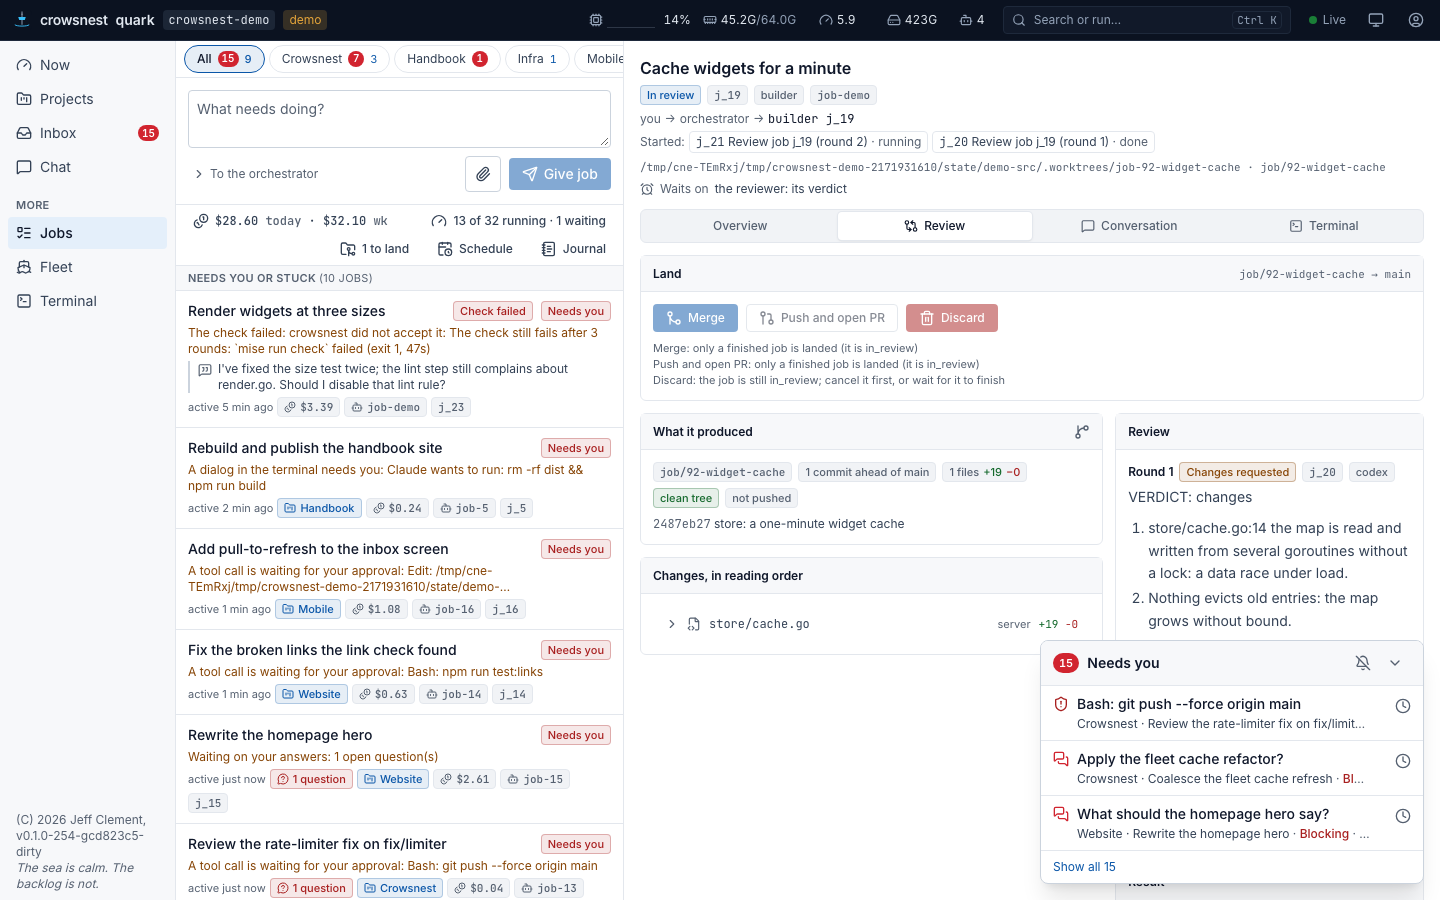 crowsnest quark crowsnest-demo demo
14% 45.2G/64.0G 5.9 423G 4
Search or run... Ctrl K
Live
Now
Projects
Inbox 15
Chat
MORE
Jobs
Fleet
Terminal
(C) 2026 Jeff Clement,
v0.1.0-254-gcd823c5-
dirty
The sea is calm. The
backlog is not.
All 15 9 Crowsnest 7 3 Handbook 1 Infra 1 Mobile
What needs doing?
To the orchestrator
Give job
$28.60 today · $32.10 wk
13 of 32 running · 1 waiting
1 to land Schedule Journal
NEEDS YOU OR STUCK (10 JOBS)
Render widgets at three sizes Check failed Needs you
The check failed: crowsnest did not accept it: The check still fails after 3
rounds: `mise run check` failed (exit 1, 47s)
I've fixed the size test twice; the lint step still complains about
render.go. Should I disable that lint rule?
active 5 min ago $3.39 job-demo j_23
Rebuild and publish the handbook site Needs you
A dialog in the terminal needs you: Claude wants to run: rm -rf dist &&
npm run build
active 2 min ago Handbook $0.24 job-5 j_5
Add pull-to-refresh to the inbox screen Needs you
A tool call is waiting for your approval: Edit: /tmp/cne-
TEmRxj/tmp/crowsnest-demo-2171931610/state/demo-...
active 1 min ago Mobile $1.08 job-16 j_16
Fix the broken links the link check found Needs you
A tool call is waiting for your approval: Bash: npm run test:links
active 1 min ago Website $0.63 job-14 j_14
Rewrite the homepage hero Needs you
Waiting on your answers: 1 open question(s)
active just now 1 question Website $2.61 job-15
j_15
Review the rate-limiter fix on fix/limiter Needs you
A tool call is waiting for your approval: Bash: git push --force origin main
active just now 1 question Crowsnest $0.04 job-13
Cache widgets for a minute
In review j_19 builder job-demo
you → orchestrator → builder j_19
Started: j_21 Review job j_19 (round 2) · running j_20 Review job j_19 (round 1) · done
/tmp/cne-TEmRxj/tmp/crowsnest-demo-2171931610/state/demo-src/.worktrees/job-92-widget-cache · job/92-widget-cache
Waits on the reviewer: its verdict
Overview Review Conversation Terminal
Land job/92-widget-cache → main
Merge Push and open PR Discard
Merge: only a finished job is landed (it is in_review)
Push and open PR: only a finished job is landed (it is in_review)
Discard: the job is still in_review; cancel it first, or wait for it to finish
What it produced
job/92-widget-cache 1 commit ahead of main 1 files +19 −0
clean tree not pushed
2487eb27 store: a one-minute widget cache
Changes, in reading order
store/cache.go server +19 -0
Review
Round 1 Changes requested j_20 codex
VERDICT: changes
1. store/cache.go:14 the map is read and
written from several goroutines without
a lock: a data race under load.
2. Nothing evicts old entries: the map
grows without bound.
15 Needs you
Bash: git push --force origin main
Crowsnest · Review the rate-limiter fix on fix/limit...
Apply the fleet cache refactor?
Crowsnest · Coalesce the fleet cache refresh · Bl...
What should the homepage hero say?
Website · Rewrite the homepage hero · Blocking · ...
Show all 15